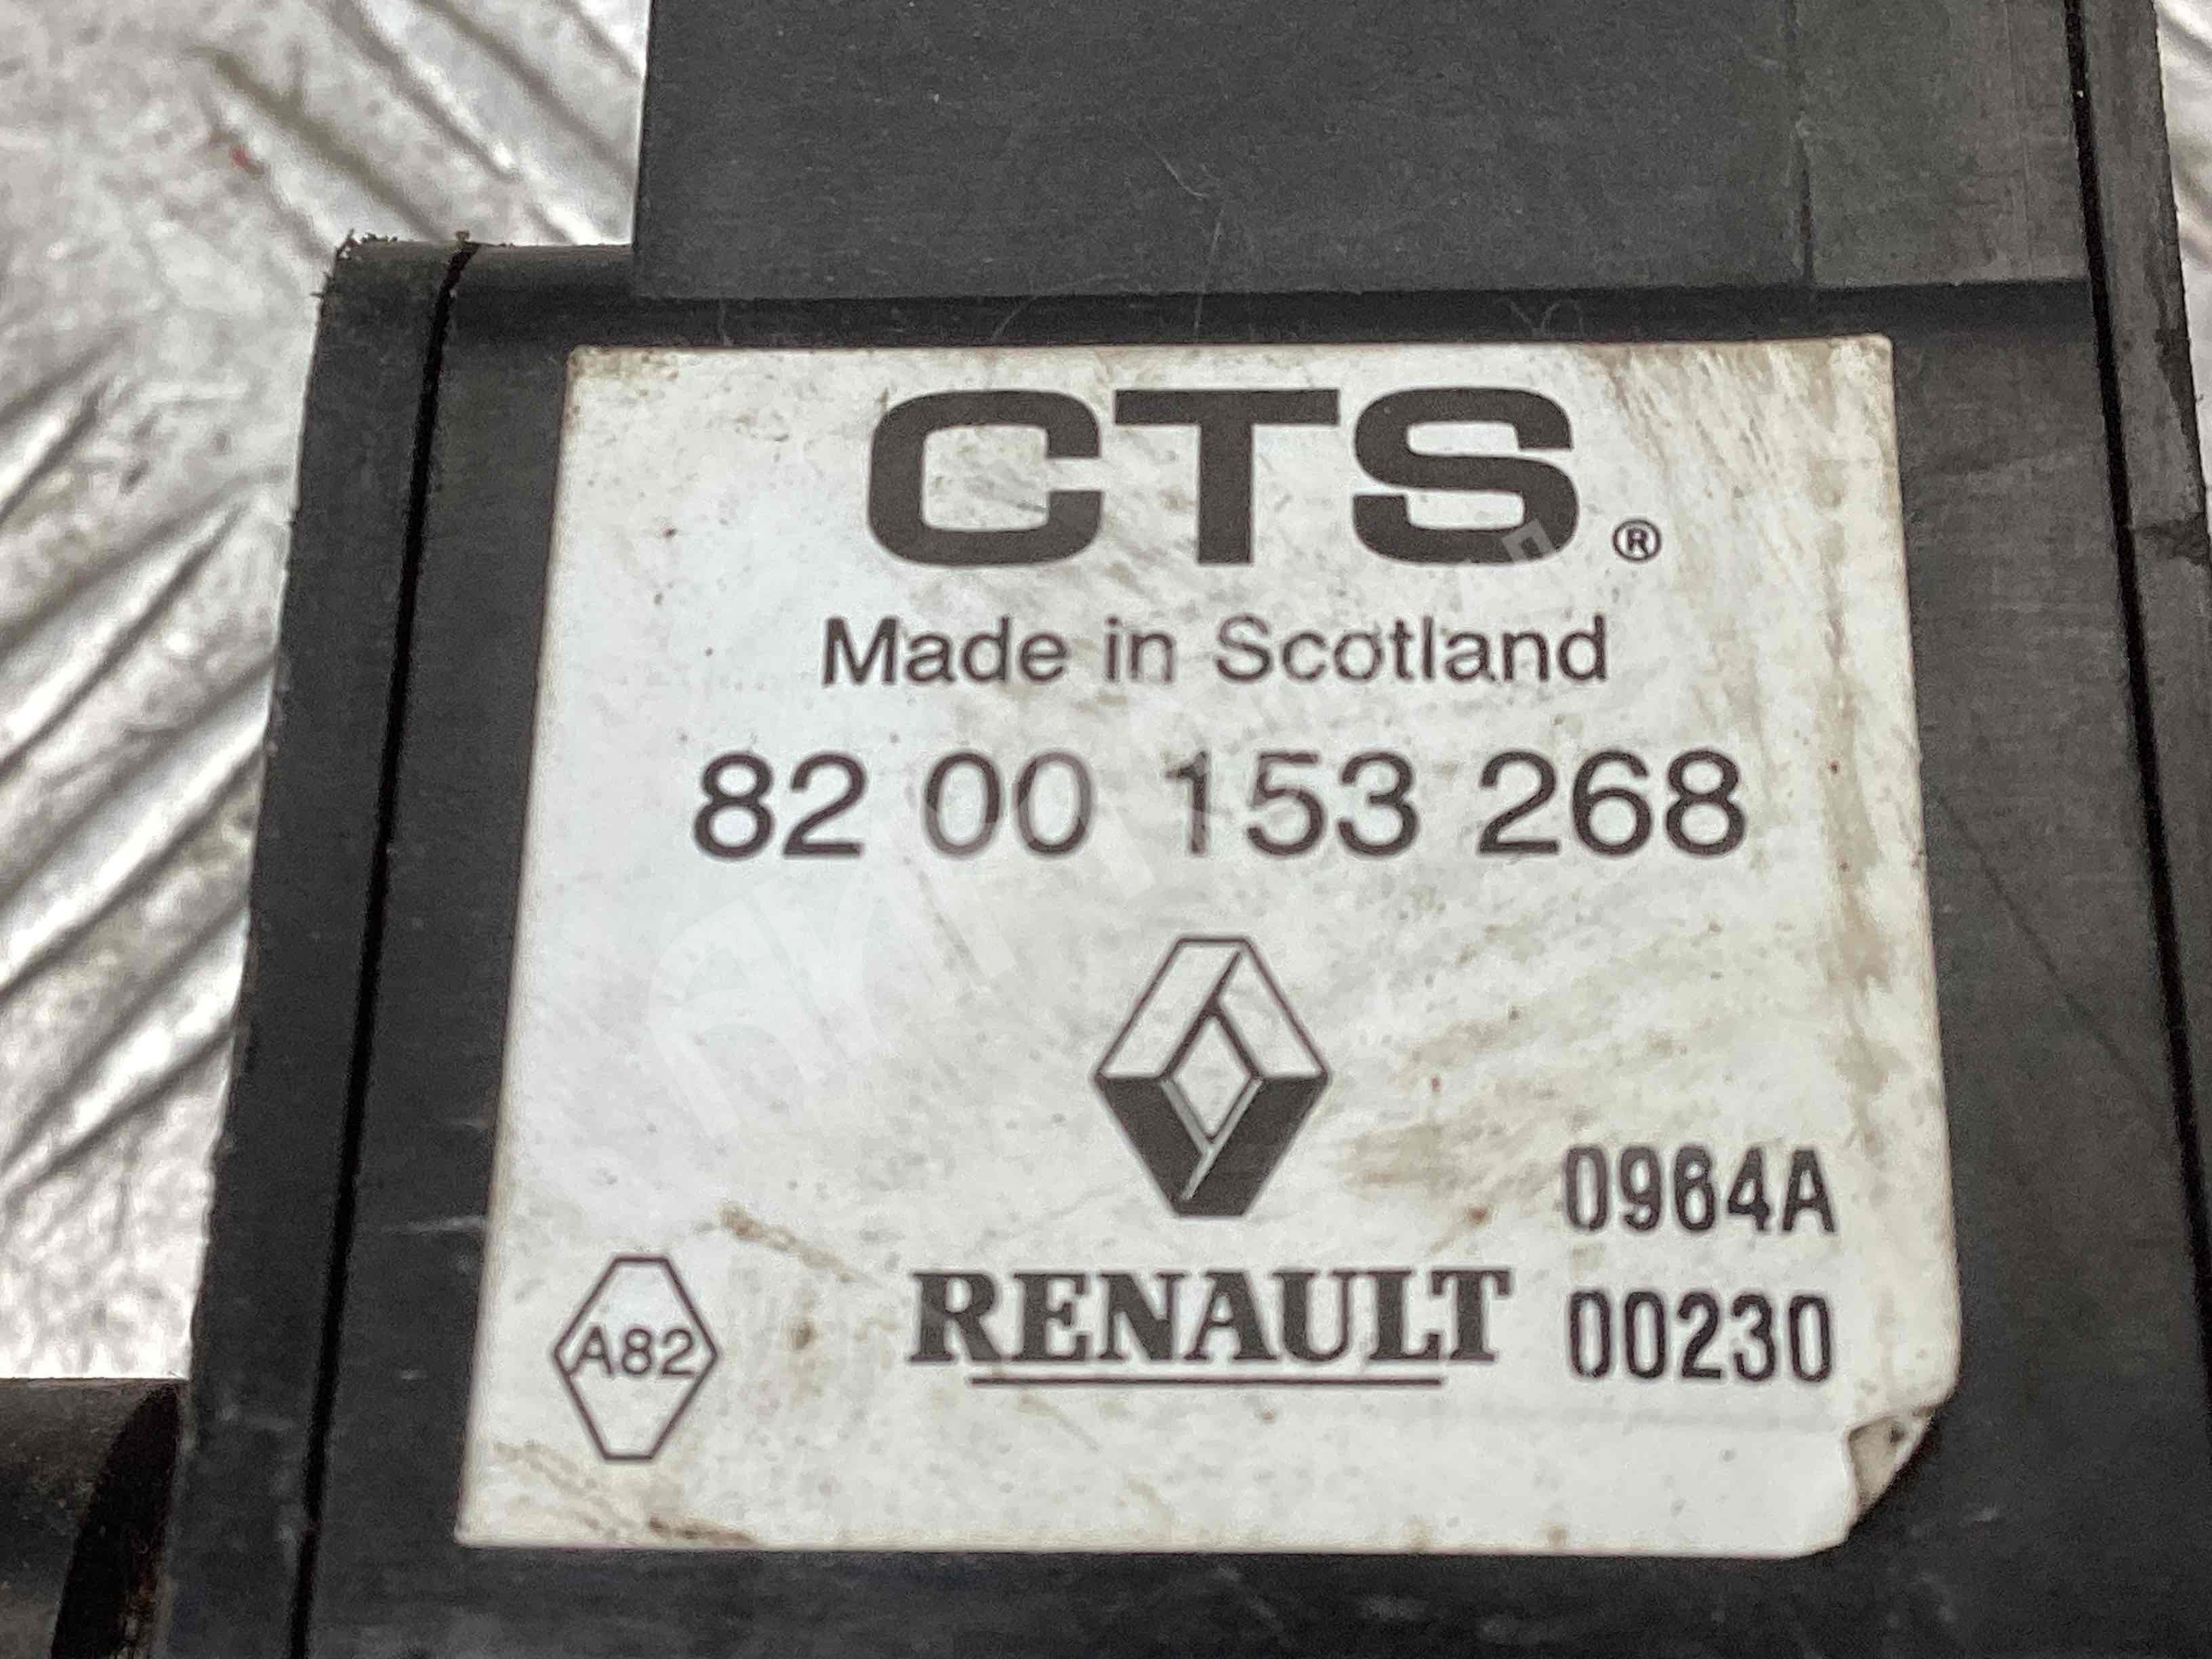 CTS®
Made in Scotland
82 00 153 268
0964A
A82 RENAULT 00230